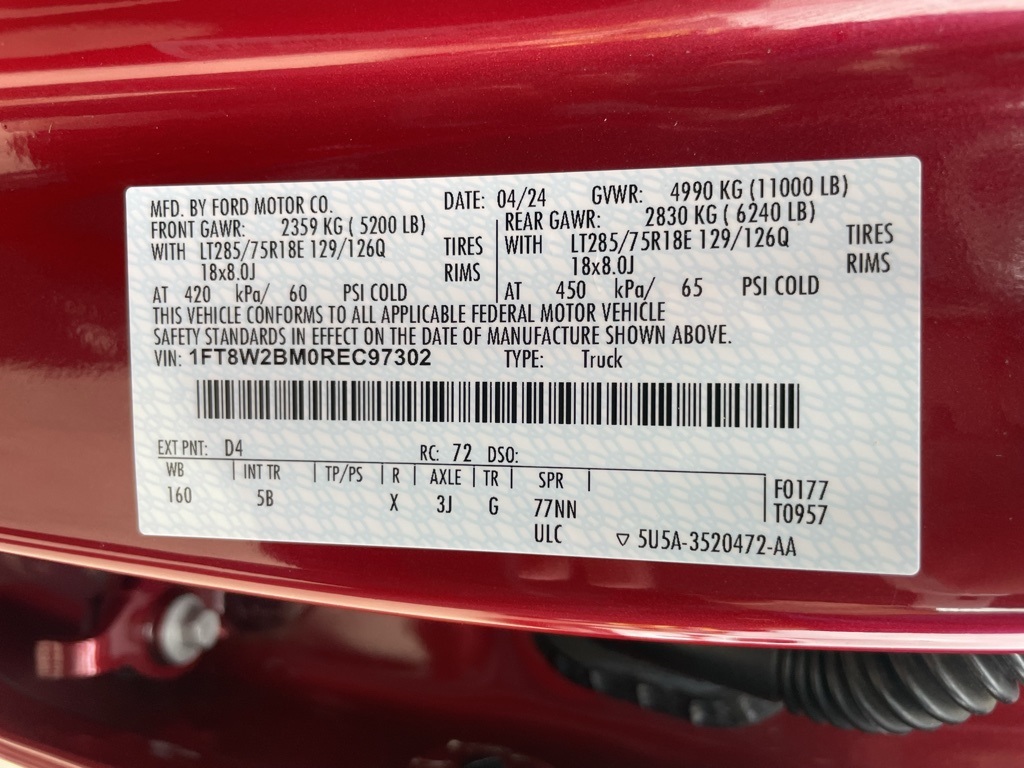 MFD. BY FORD MOTOR CO. DATE: 04/24 GVWR: 4990 KG (11000 LB)
FRONT GAWR: 2359 KG ( 5200 LB) REAR GAWR: 2830 KG ( 6240 LB)
WITH LT285/75R18E 129/126Q TIRES WITH LT285/75R18E 129/126Q TIRES
18x8.0J RIMS 18x8.0J RIMS
AT 420 kPa/ 60 PSI COLD AT 450 kPa/ 65 PSI COLD
THIS VEHICLE CONFORMS TO ALL APPLICABLE FEDERAL MOTOR VEHICLE
SAFETY STANDARDS IN EFFECT ON THE DATE OF MANUFACTURE SHOWN ABOVE.
VIN: 1FT8W2BM0REC97302 TYPE: Truck
EXT PNT: D4 RC: 72 DSO:
WB INT TR TP/PS R AXLE TR SPR F0177
160 5B X 3J G 77NN T0957
ULC 5U5A-3520472-AA